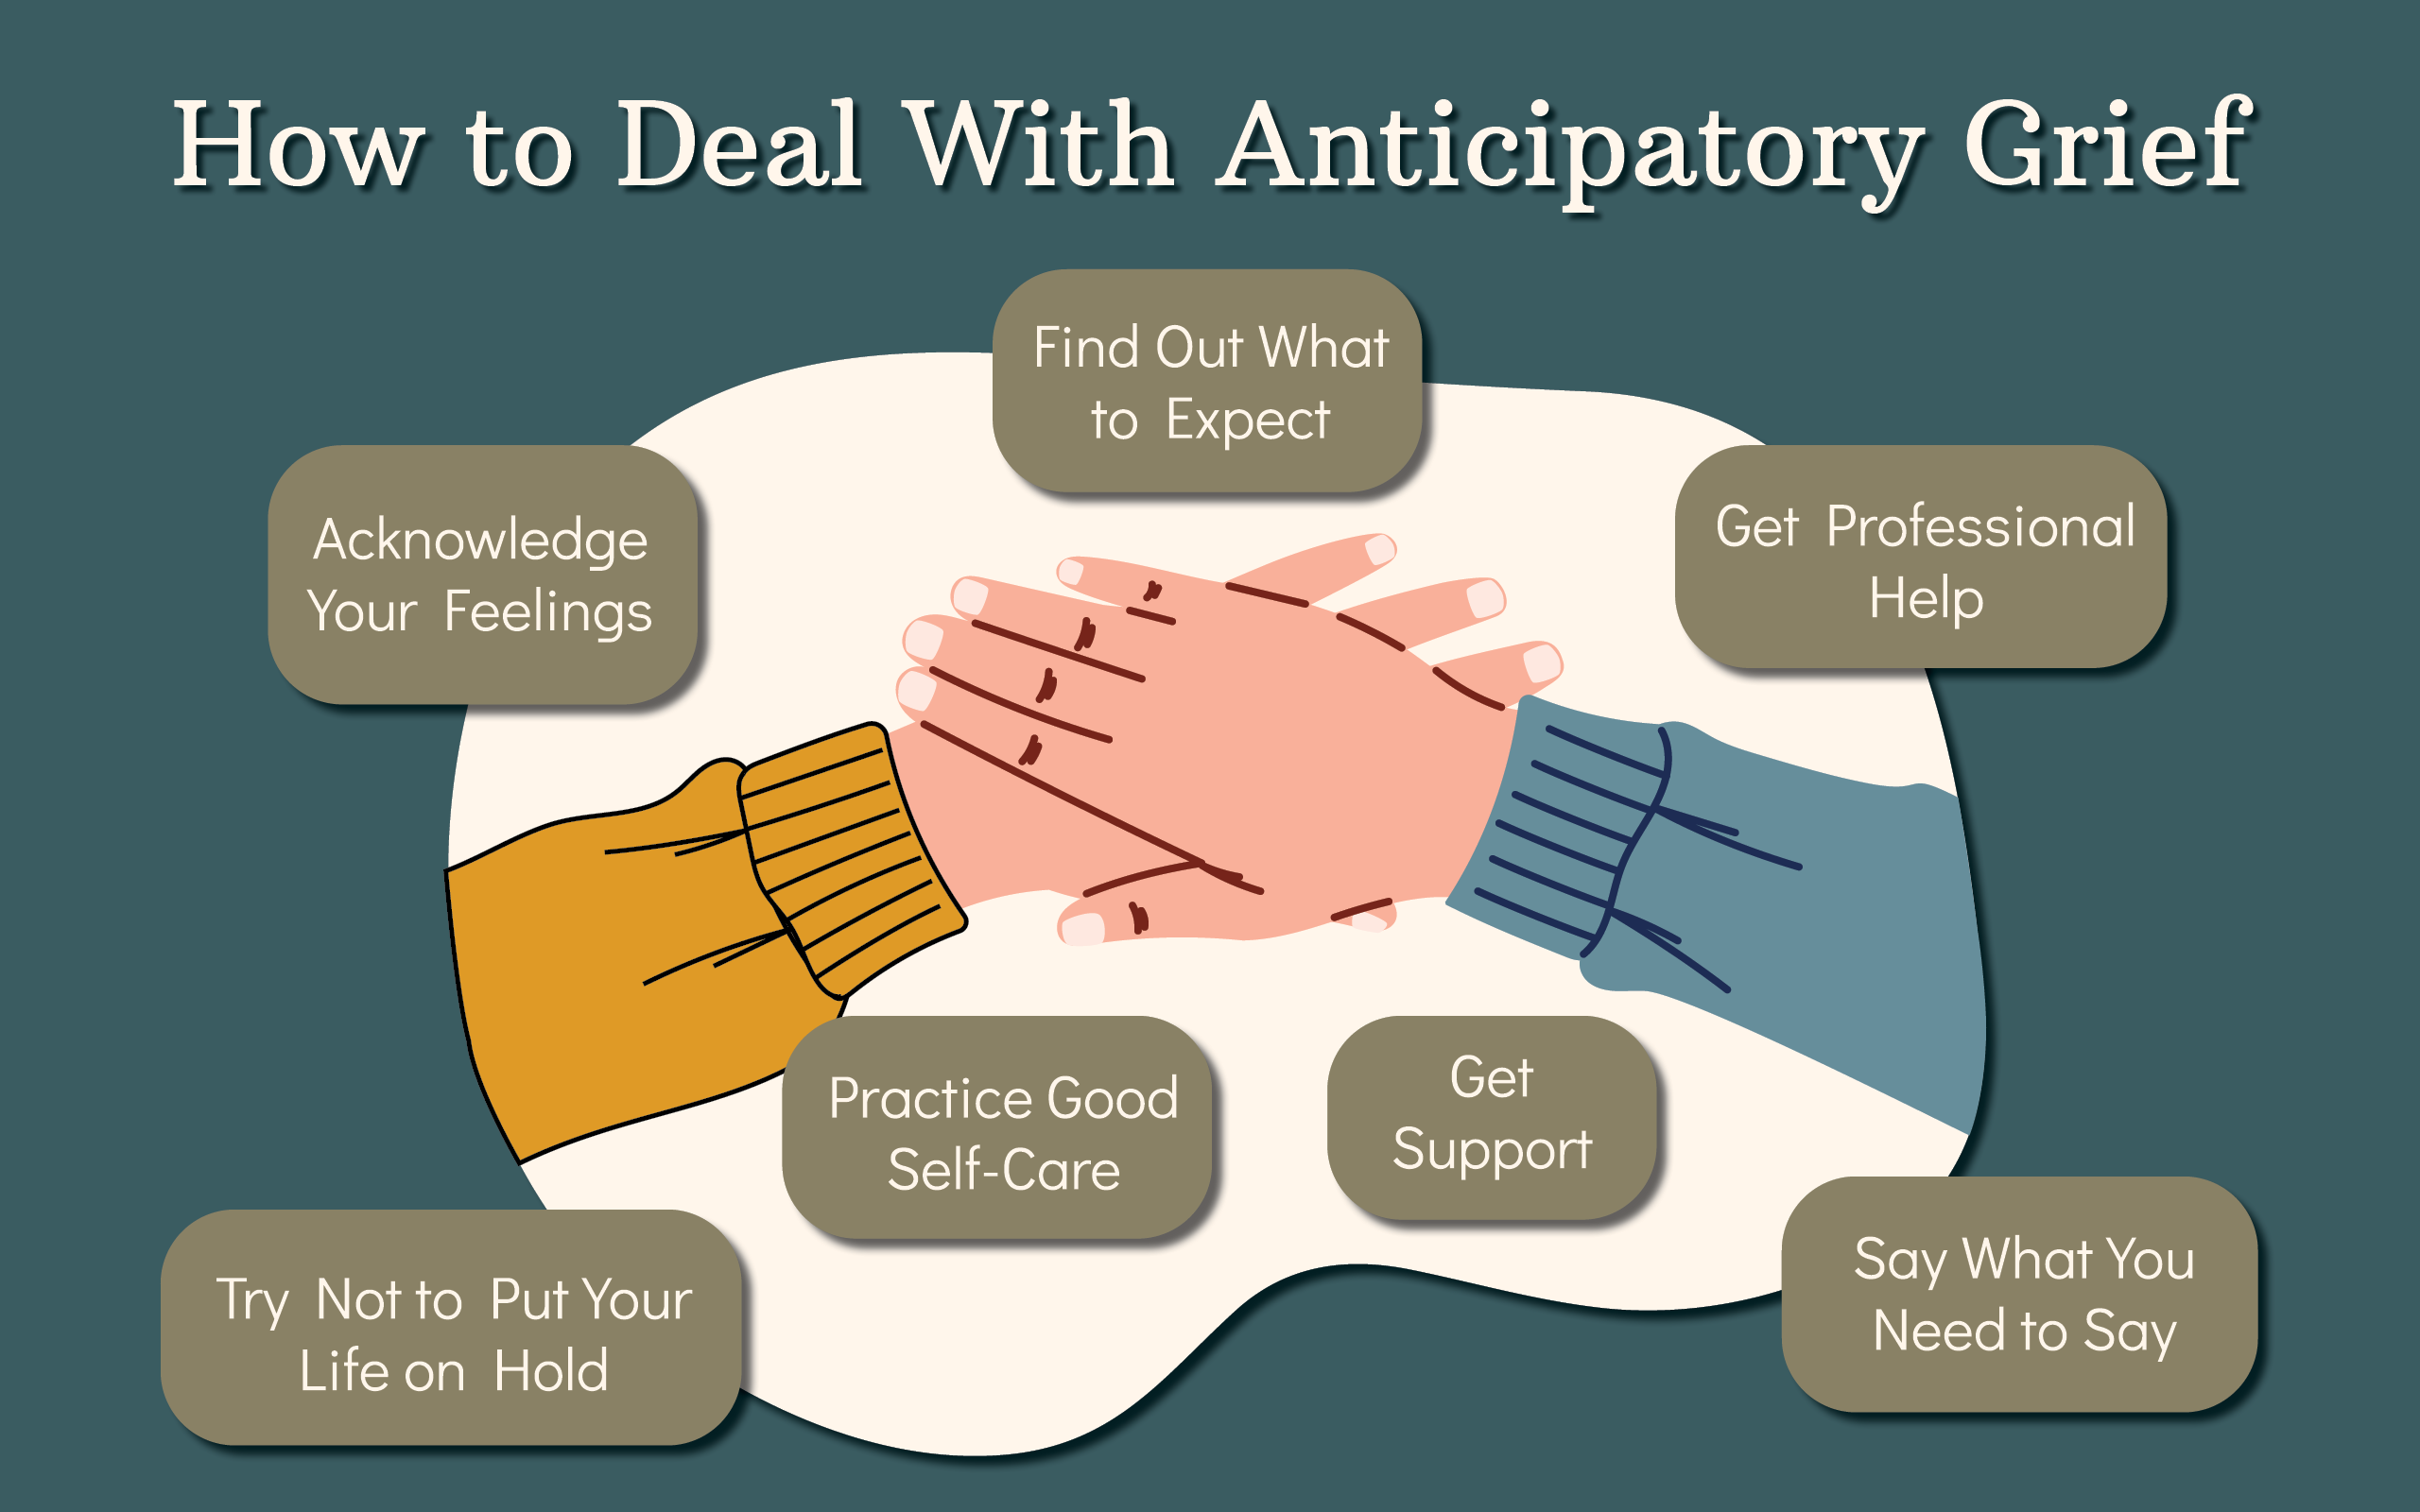 How to Deal With Anticipatory Grief
Find Out What
to Expect
Acknowledge
Your Feelings
Get Professional
Help
Practice Good
Self-Care
Get
Support
Try Not to Put Your
Life on Hold
Say What You
Need to Say